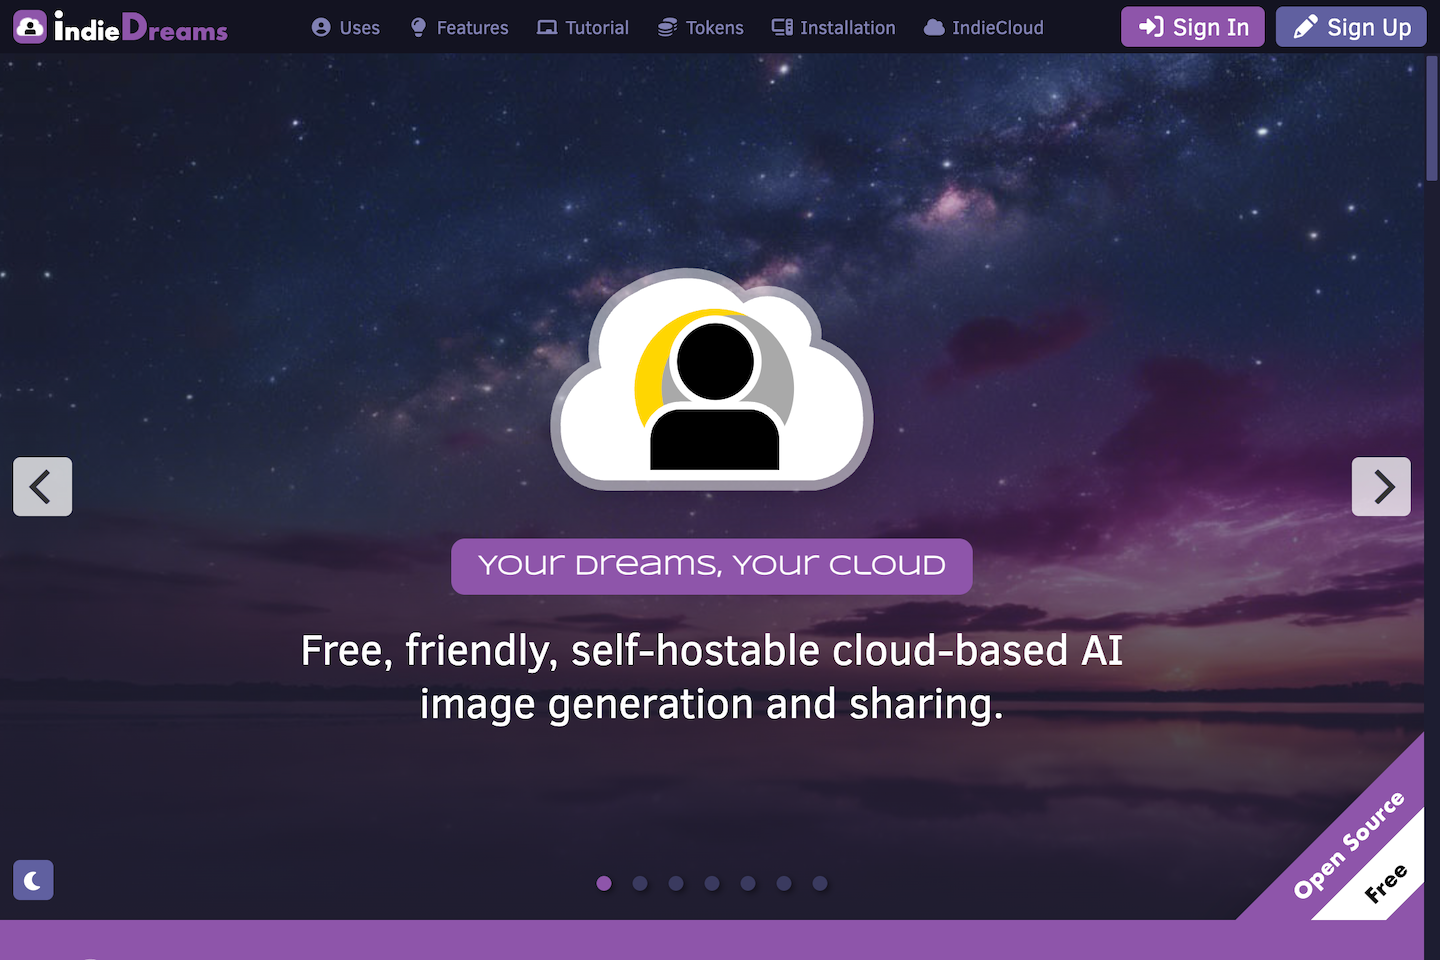 indieDreams
Uses
Features
Tutorial
Tokens
Installation
IndieCloud
Sign In
Sign Up
Your Dreams, Your Cloud
Free, friendly, self-hostable cloud-based AI
image generation and sharing.
Open Source
Free